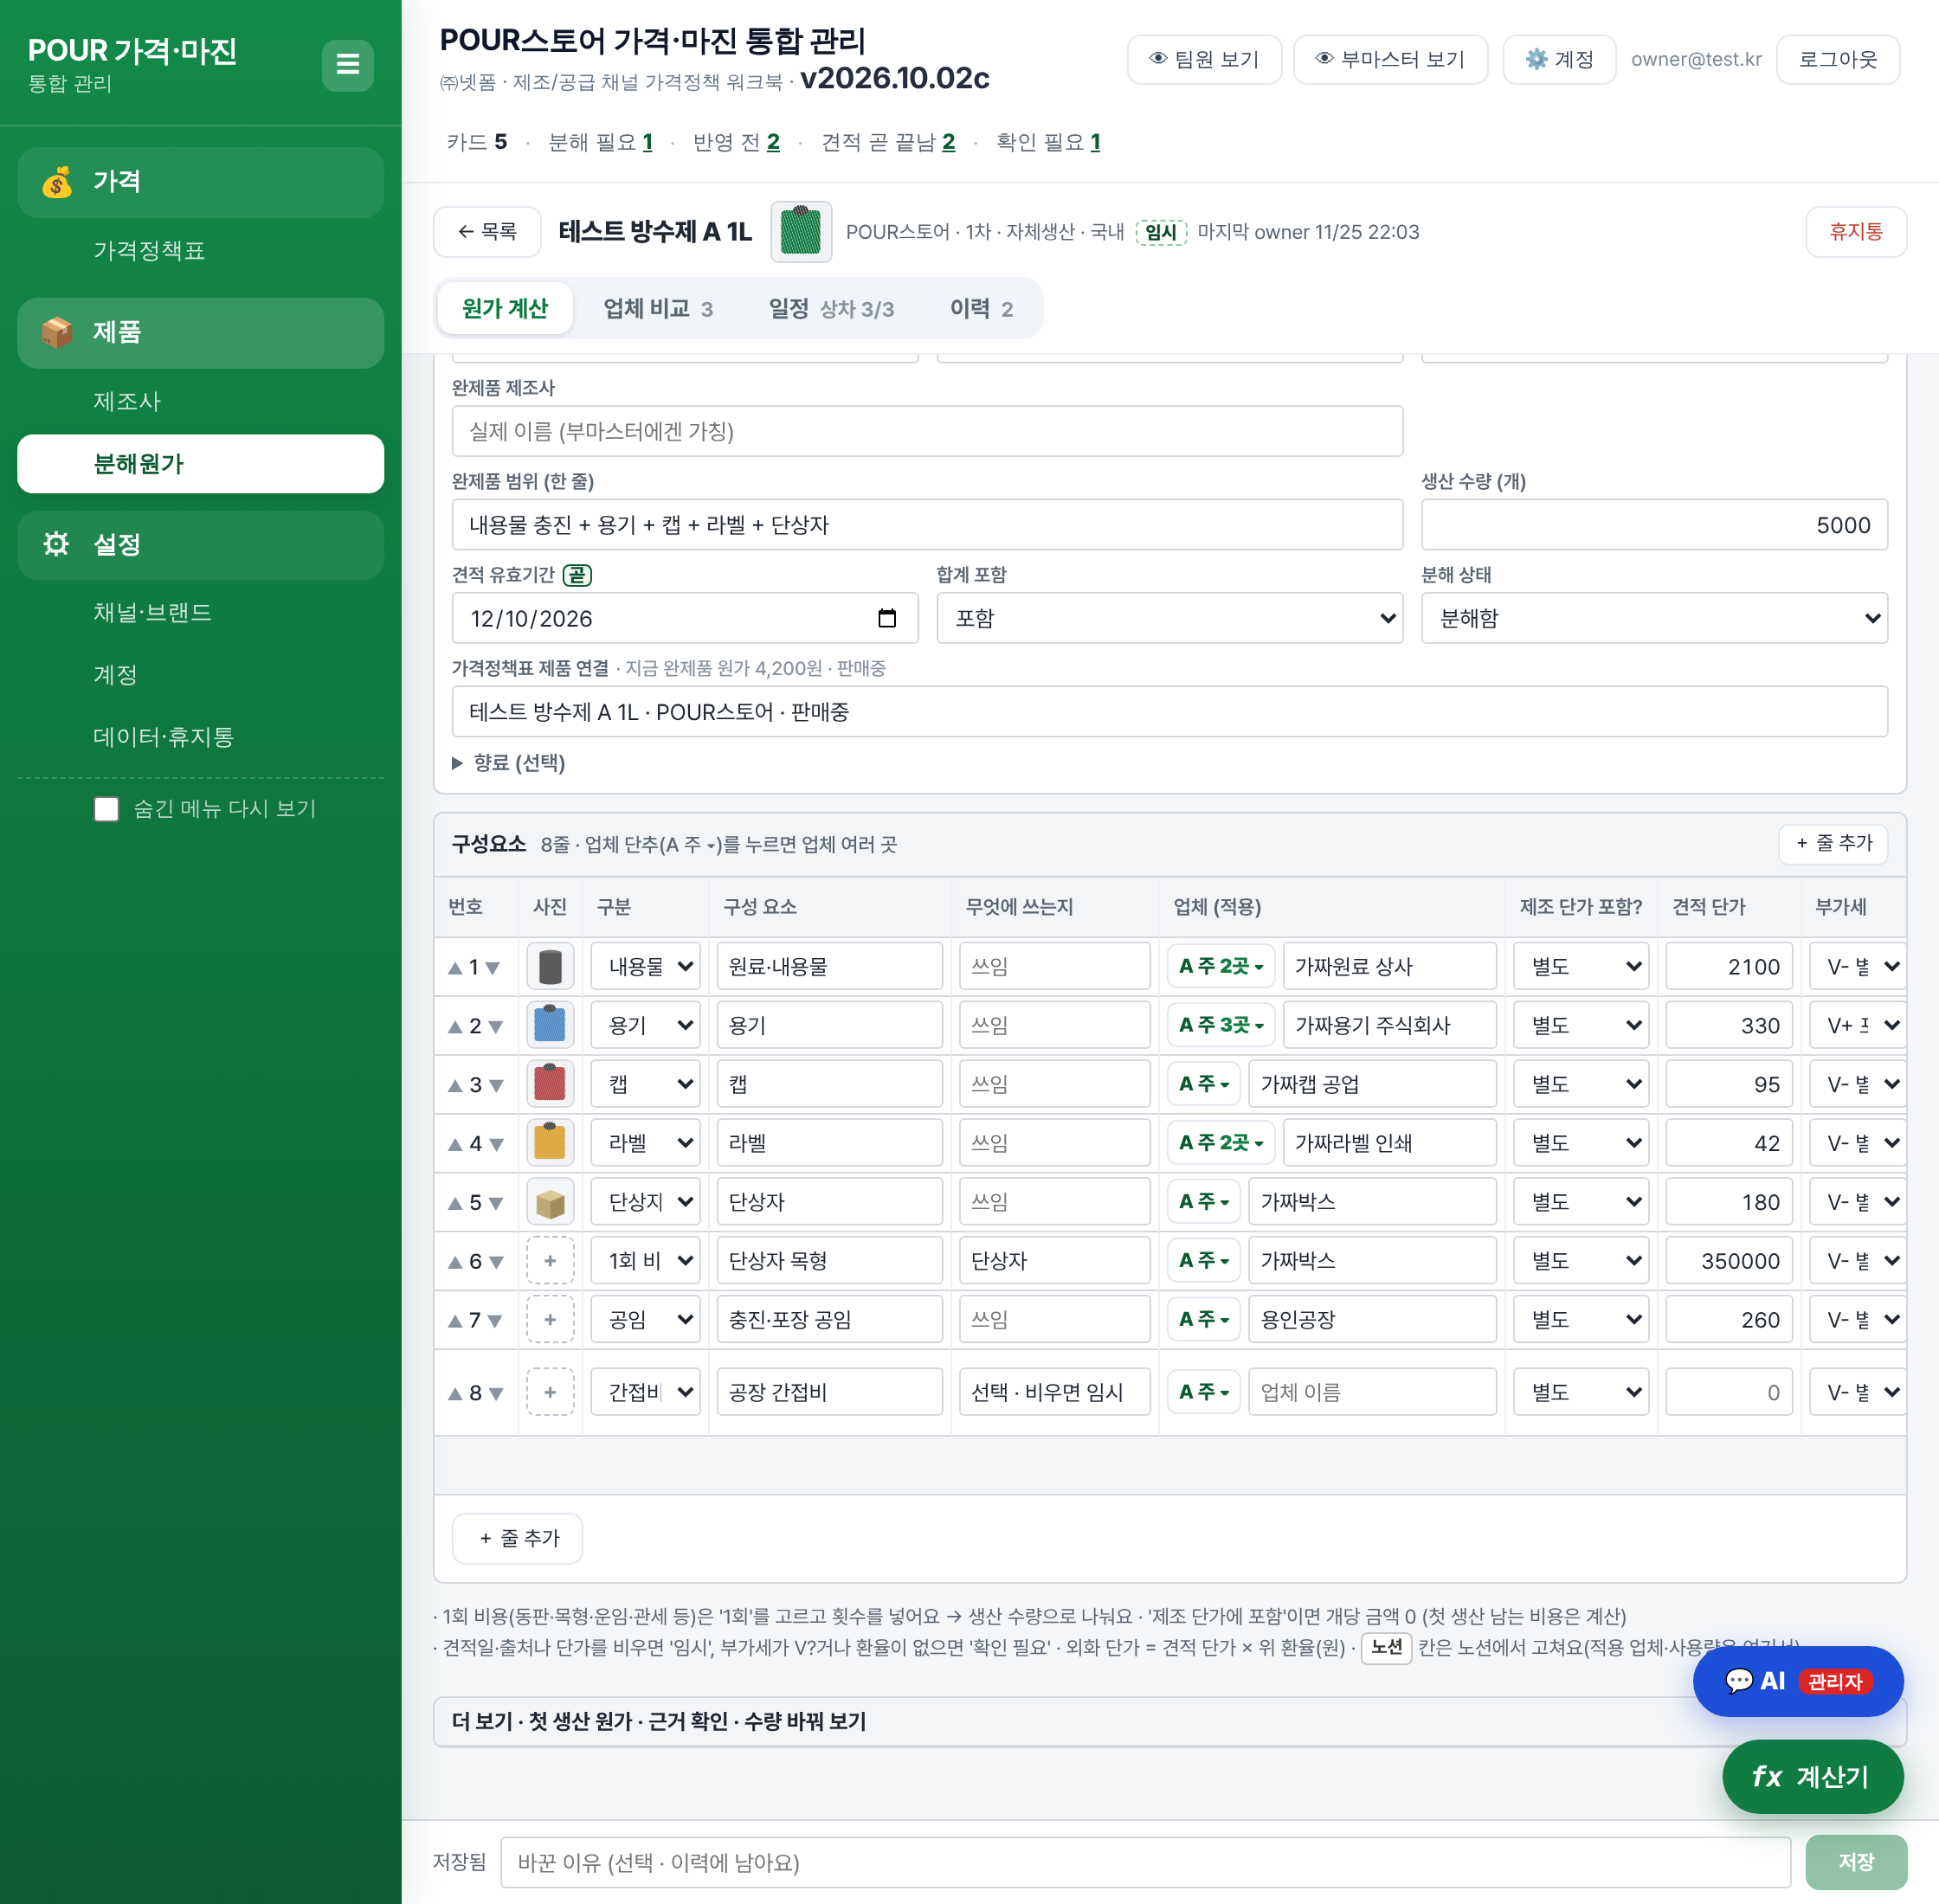 POUR 가격·마진
통합 관리
💰 가격
가격정책표
📦 제품
제조사
분해원가
⚙ 설정
채널·브랜드
계정
데이터·휴지통
숨긴 메뉴 다시 보기
POUR스토어 가격·마진 통합 관리
㈜넷폼 · 제조/공급 채널 가격정책 워크북 · v2026.10.02c
👁 팀원 보기
👁 부마스터 보기
⚙️ 계정
owner@test.kr
로그아웃
카드 5 · 분해 필요 1 · 반영 전 2 · 견적 곧 끝남 2 · 확인 필요 1
← 목록
테스트 방수제 A 1L
POUR스토어 · 1차 · 자체생산 · 국내 임시 마지막 owner 11/25 22:03
휴지통
원가 계산
업체 비교 3
일정 상차 3/3
이력 2
완제품 제조사
실제 이름 (부마스터에겐 가칭)
완제품 범위 (한 줄) 생산 수량 (개)
내용물 충진 + 용기 + 캡 + 라벨 + 단상자 5000
견적 유효기간 곧 합계 포함 분해 상태
12/10/2026 포함 분해함
가격정책표 제품 연결 · 지금 완제품 원가 4,200원 · 판매중
테스트 방수제 A 1L · POUR스토어 · 판매중
▶ 향료 (선택)
구성요소 8줄 · 업체 단추(A 주 ▾)를 누르면 업체 여러 곳 + 줄 추가
번호 사진 구분 구성 요소 무엇에 쓰는지 업체 (적용) 제조 단가 포함? 견적 단가 부가세
▲ 1 ▼ 내용물 원료·내용물 쓰임 A 주 2곳 ▾ 가짜원료 상사 별도 2100 V-
▲ 2 ▼ 용기 용기 쓰임 A 주 3곳 ▾ 가짜용기 주식회사 별도 330 V+
▲ 3 ▼ 캡 캡 쓰임 A 주 ▾ 가짜캡 공업 별도 95 V-
▲ 4 ▼ 라벨 라벨 쓰임 A 주 2곳 ▾ 가짜라벨 인쇄 별도 42 V-
▲ 5 ▼ 단상자 단상자 쓰임 A 주 ▾ 가짜박스 별도 180 V-
▲ 6 ▼ + 1회 비 단상자 목형 단상자 A 주 ▾ 가짜박스 별도 350000 V-
▲ 7 ▼ + 공임 충진·포장 공임 쓰임 A 주 ▾ 용인공장 별도 260 V-
▲ 8 ▼ + 간접비 공장 간접비 선택 · 비우면 임시 A 주 ▾ 업체 이름 별도 0 V-
+ 줄 추가
· 1회 비용(동판·목형·운임·관세 등)은 '1회'를 고르고 횟수를 넣어요 → 생산 수량으로 나눠요 · '제조 단가에 포함'이면 개당 금액 0 (첫 생산 남는 비용은 계산)
· 견적일·출처나 단가를 비우면 '임시', 부가세가 V?거나 환율이 없으면 '확인 필요' · 외화 단가 = 견적 단가 × 위 환율(원) · 노션 칸은 노션에서 고쳐요(적용 업체·사용량은
💬 AI 관리자
더 보기 · 첫 생산 원가 · 근거 확인 · 수량 바꿔 보기
fx 계산기
저장됨 바꾼 이유 (선택 · 이력에 남아요) 저장